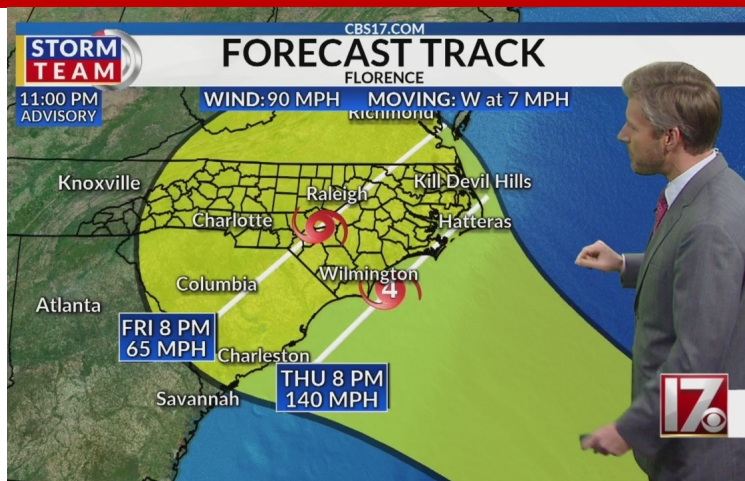 CBS17.COM
STORM
TEAM
FORECAST TRACK
FLORENCE
11:00 PM
ADVISORY
WIND: 90 MPH MOVING: W at 7 MPH
Richmond
Knoxville
Raleigh
Kill Devil Hills
Charlotte
Hatteras
Columbia
Wilmington
4
Atlanta
FRI 8 PM
65 MPH
Charleston
THU 8 PM
140 MPH
Savannah
17